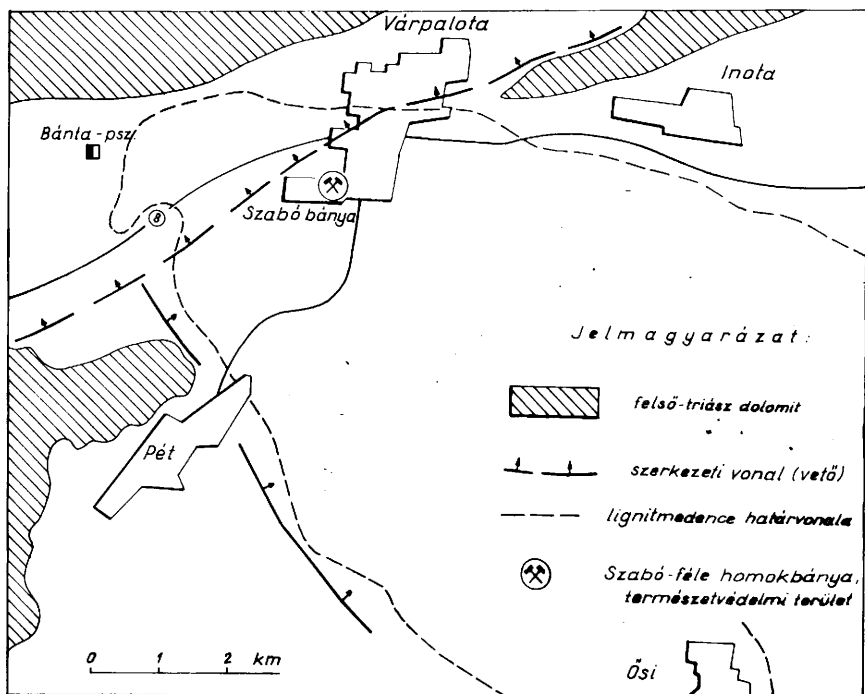 Várpalota
Inota
Bánta-psz.
8
Szabó bánya
Pét
Jelmagyarázat:
felső-triász dolomit
szerkezeti vonal (vető)
lignitmedence határvonala
Szabó-féle homokbánya,
természetvédelmi terület
0 1 2 km
Ősi